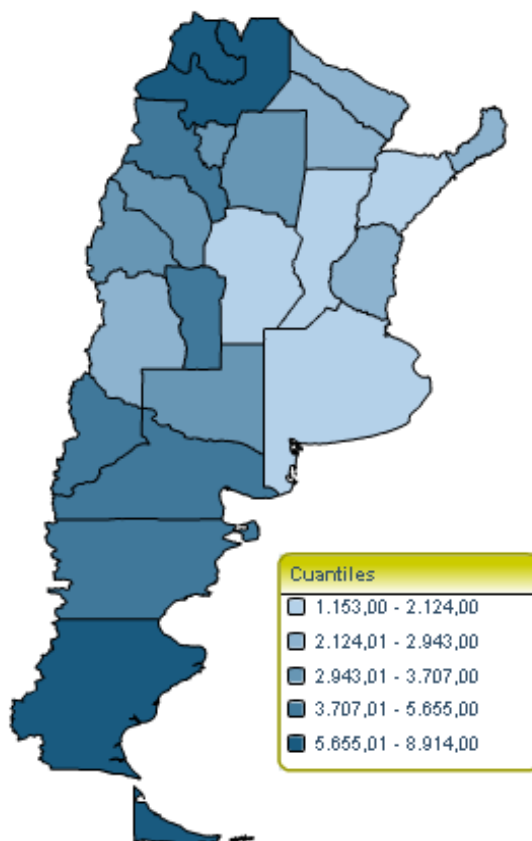 Cuantiles
1.153,00 - 2.124,00
2.124,01 - 2.943,00
2.943,01 - 3.707,00
3.707,01 - 5.655,00
5.655,01 - 8.914,00